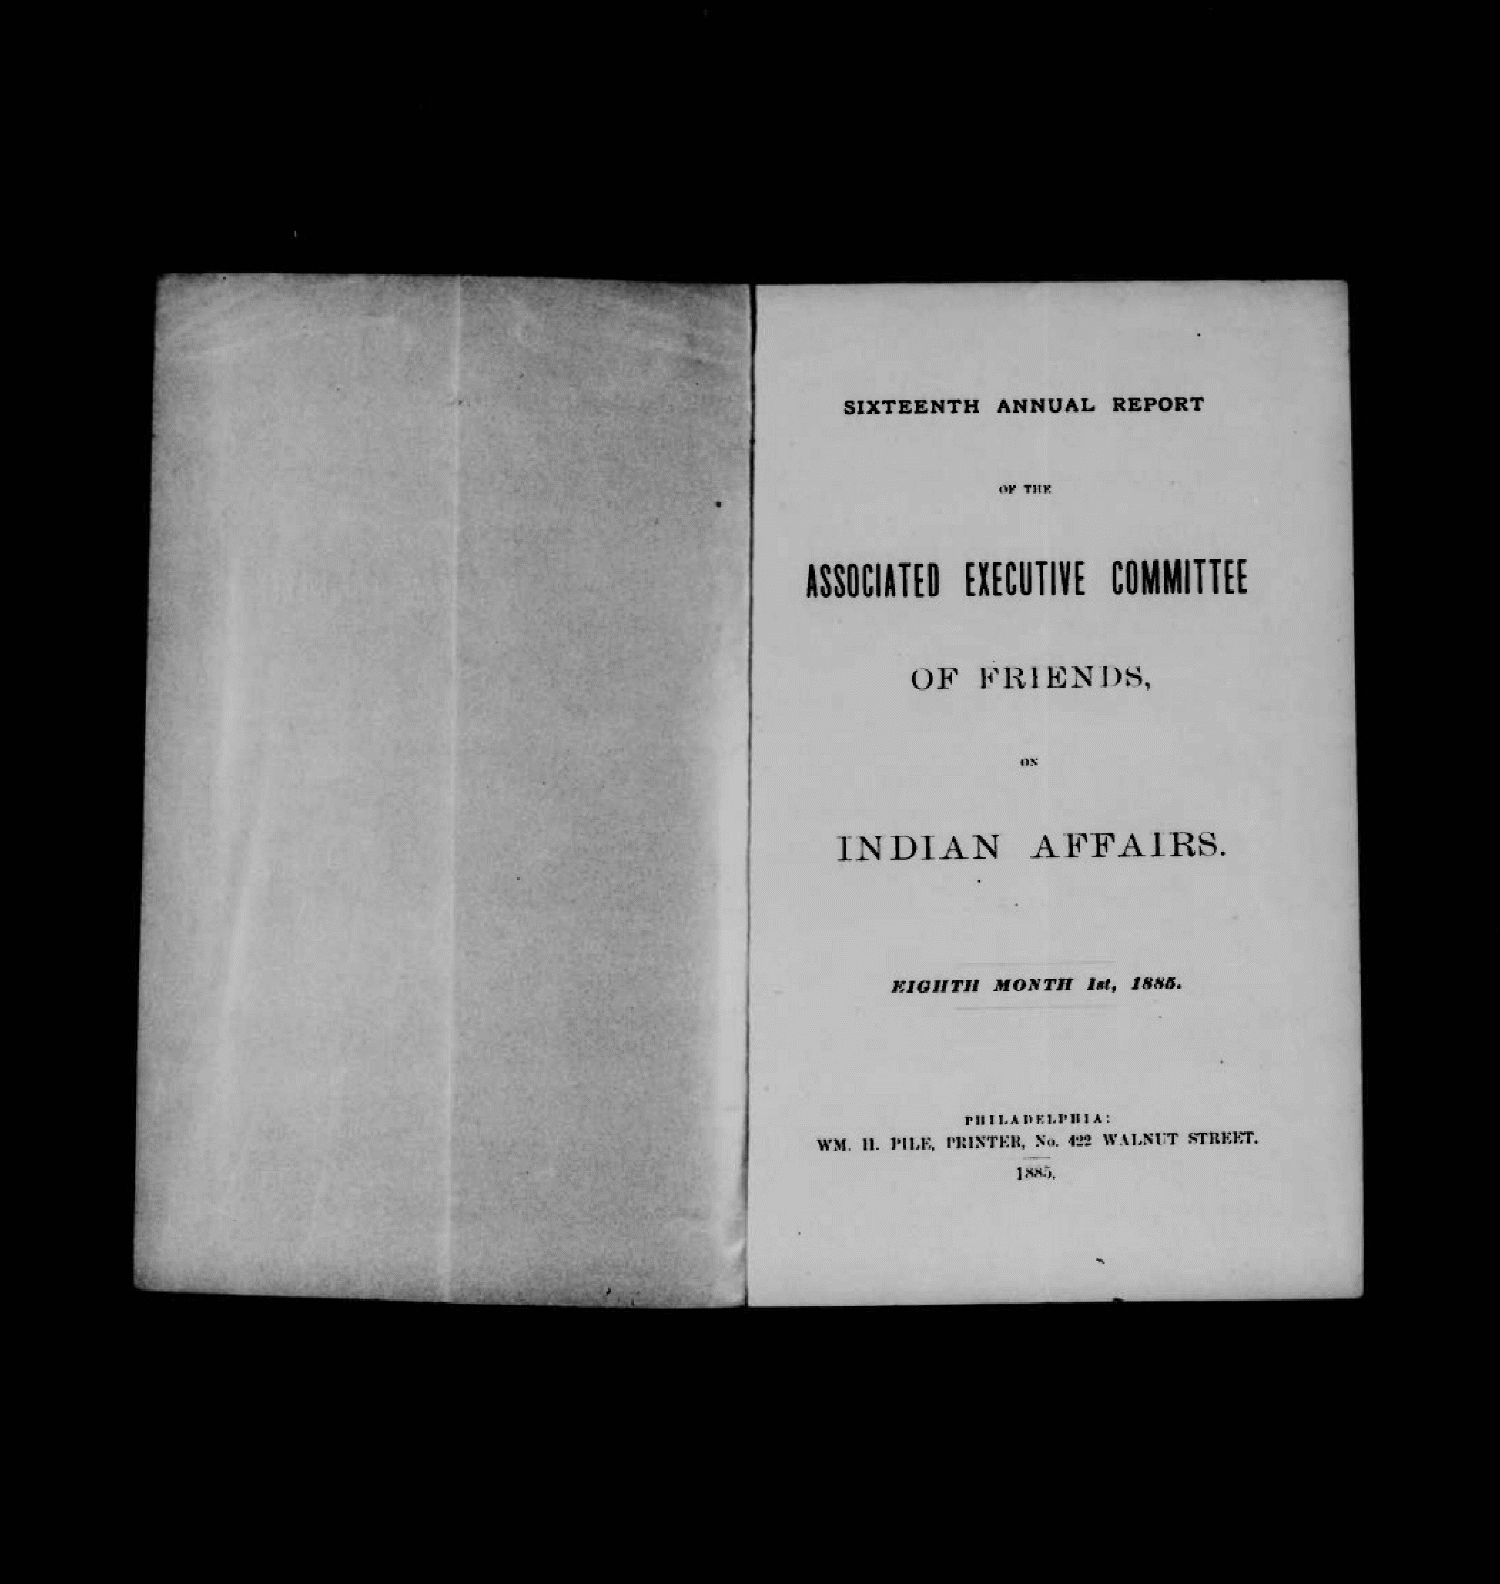 SIXTEENTH ANNUAL REPORT
OF THE
ASSOCIATED EXECUTIVE COMMITTEE
OF FRIENDS,
ON
INDIAN AFFAIRS.
EIGHTH MONTH 1st, 1885.
PHILADELPHIA:
WM. H. PILE, PRINTER, No. 422 WALNUT STREET.
1885.